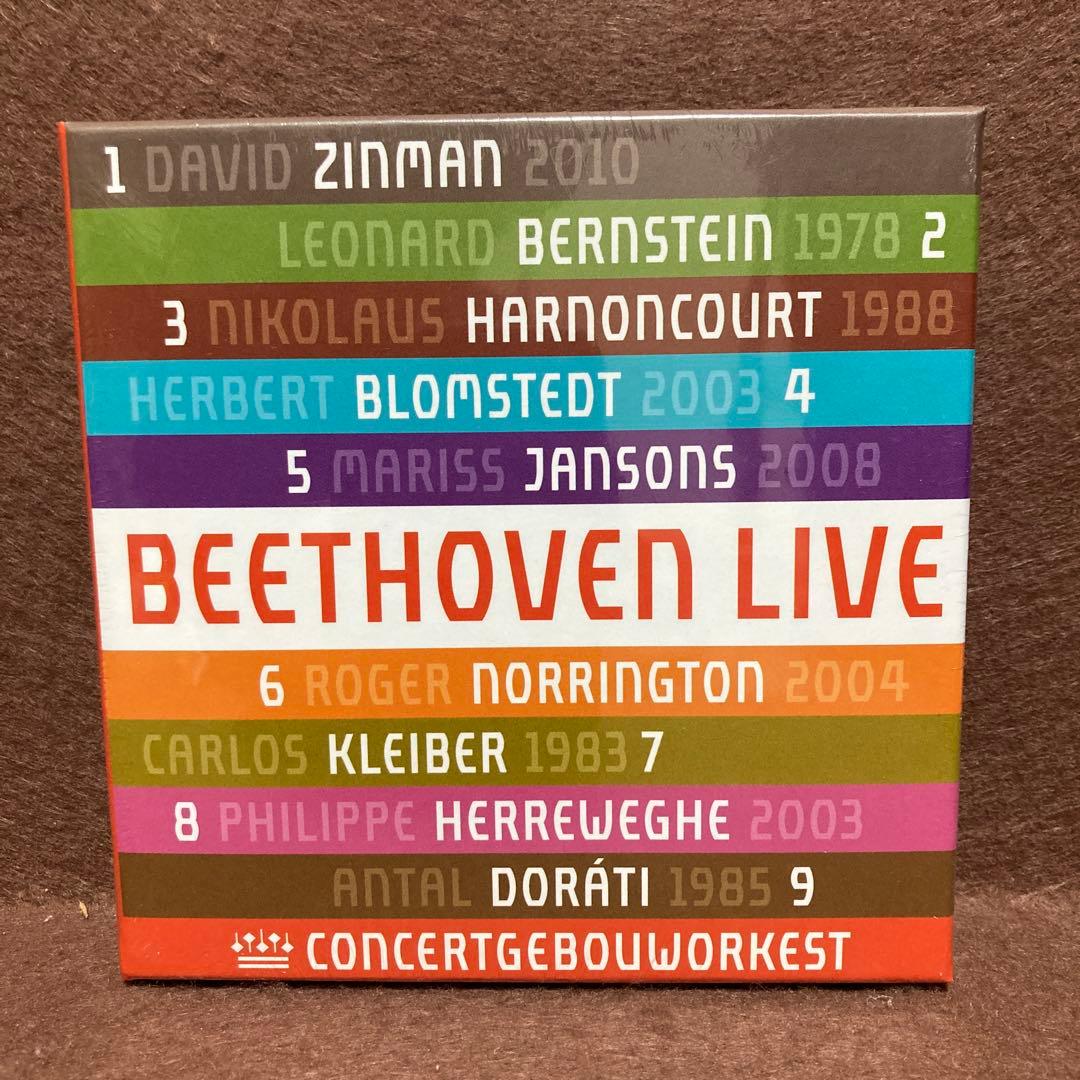 1 DAVID ZINMAN 2010
LEONARD BERNSTEIN 1978 2
3 NIKOLAUS HARNONCOURT 1988
HERBERT BLOMSTEDT 2003 4
5 MARISS JANSONS 2008
BEETHOVEN LIVE
6 ROGER NORRINGTON 2004
CARLOS KLEIBER 1983 7
8 PHILIPPE HERREWEGHE 2003
ANTAL DORÁTI 1985 9
CONCERTGEBOUWORKEST